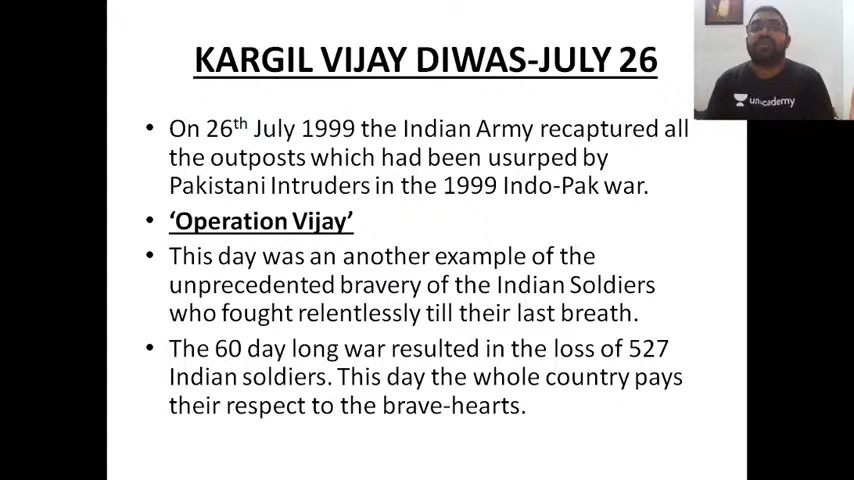 KARGIL VIJAY DIWAS-JULY 26
unacademy
• On 26th July 1999 the Indian Army recaptured all
the outposts which had been usurped by
Pakistani Intruders in the 1999 Indo-Pak war.
• ‘Operation Vijay’
• This day was an another example of the
unprecedented bravery of the Indian Soldiers
who fought relentlessly till their last breath.
• The 60 day long war resulted in the loss of 527
Indian soldiers. This day the whole country pays
their respect to the brave-hearts.